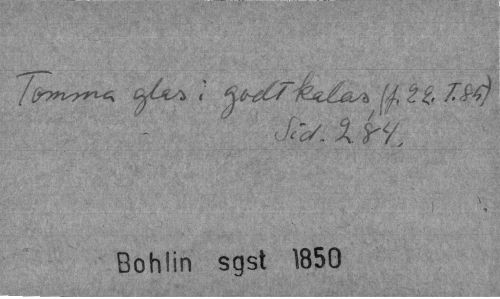 Tomma glas i godt kalas, (f. 22. T. 85)
Sid. 284.
Bohlin sgst 1850